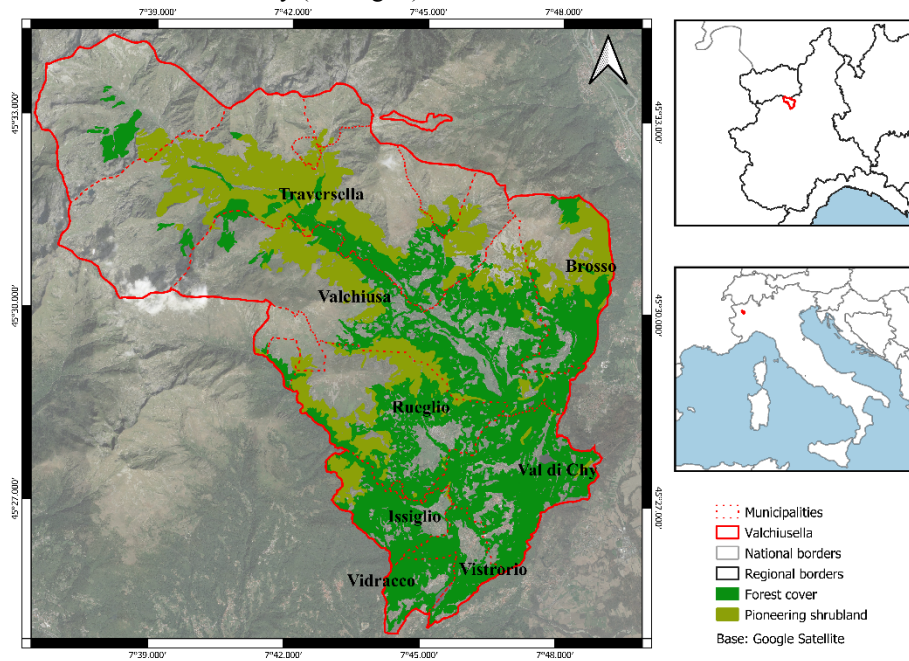 7°39.000'
7°42.000'
7°45.000'
7°48.000'
45°33.000'
45°33.000'
Traversella
Brosso
Valchiusa
45°30.000'
45°30.000'
Rueglio
Val di Chy
45°27.000'
45°27.000'
Issiglio
Vidracco
Vistrorio
7°39.000'
7°42.000'
7°45.000'
7°48.000'
Municipalities
Valchiusella
National borders
Regional borders
Forest cover
Pioneering shrubland
Base: Google Satellite